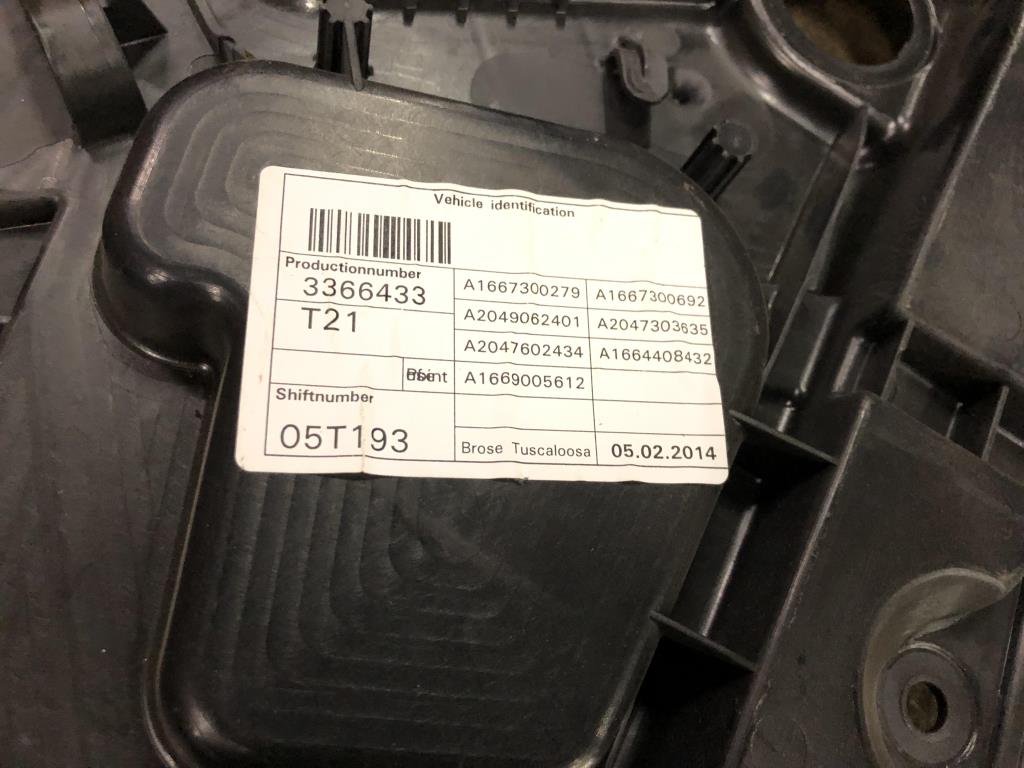 Vehicle identification
Productionnumber
3366433
A1667300279 A1667300692
T21
A2049062401 A2047303635
A2047602434 A1664408432
A1669005612
Shiftnumber
05T193
Brose Tuscaloosa 05.02.2014